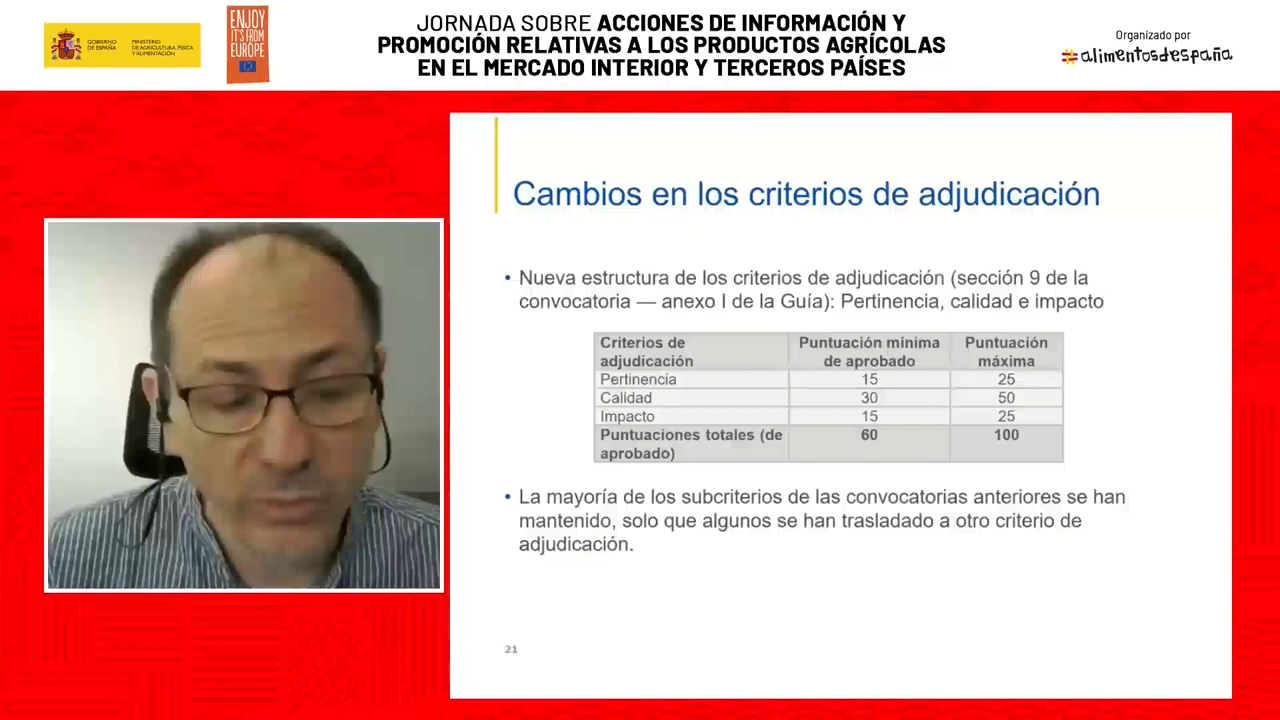 GOBIERNO
DE ESPAÑA
MINISTERIO
DE AGRICULTURA, PESCA
Y ALIMENTACIÓN
ENJOY
IT'S FROM
EUROPE
JORNADA SOBRE ACCIONES DE INFORMACIÓN Y
PROMOCIÓN RELATIVAS A LOS PRODUCTOS AGRÍCOLAS
EN EL MERCADO INTERIOR Y TERCEROS PAÍSES
Organizado por
#alimentosdespaña
Cambios en los criterios de adjudicación
• Nueva estructura de los criterios de adjudicación (sección 9 de la
convocatoria — anexo I de la Guía): Pertinencia, calidad e impacto
Criterios de adjudicación Puntuación mínima de aprobado Puntuación máxima
Pertinencia 15 25
Calidad 30 50
Impacto 15 25
Puntuaciones totales (de aprobado) 60 100
• La mayoría de los subcriterios de las convocatorias anteriores se han
mantenido, solo que algunos se han trasladado a otro criterio de
adjudicación.
21